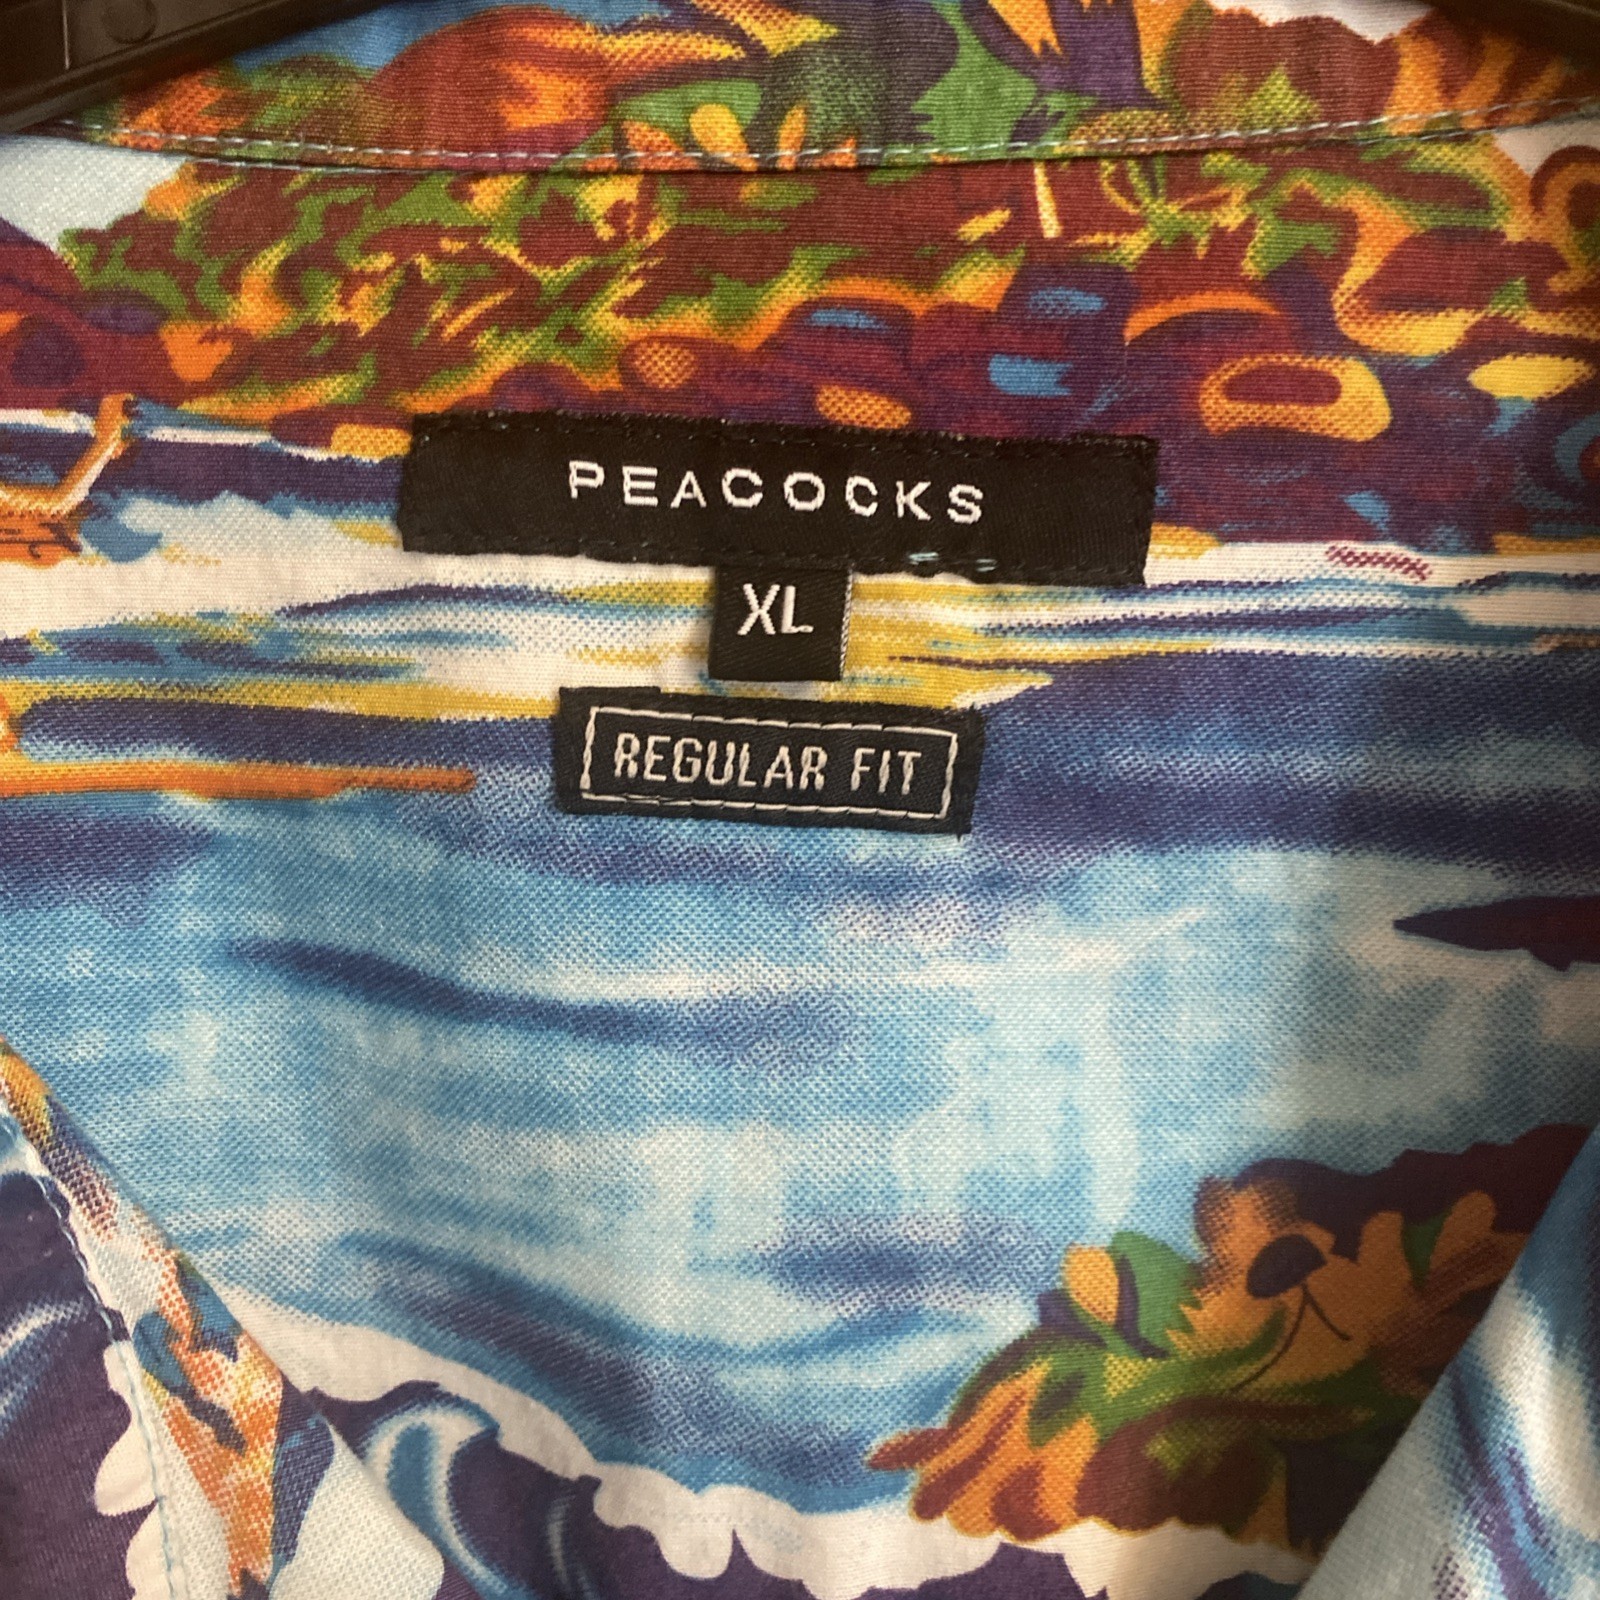 PEACOCKS
XL
REGULAR FIT